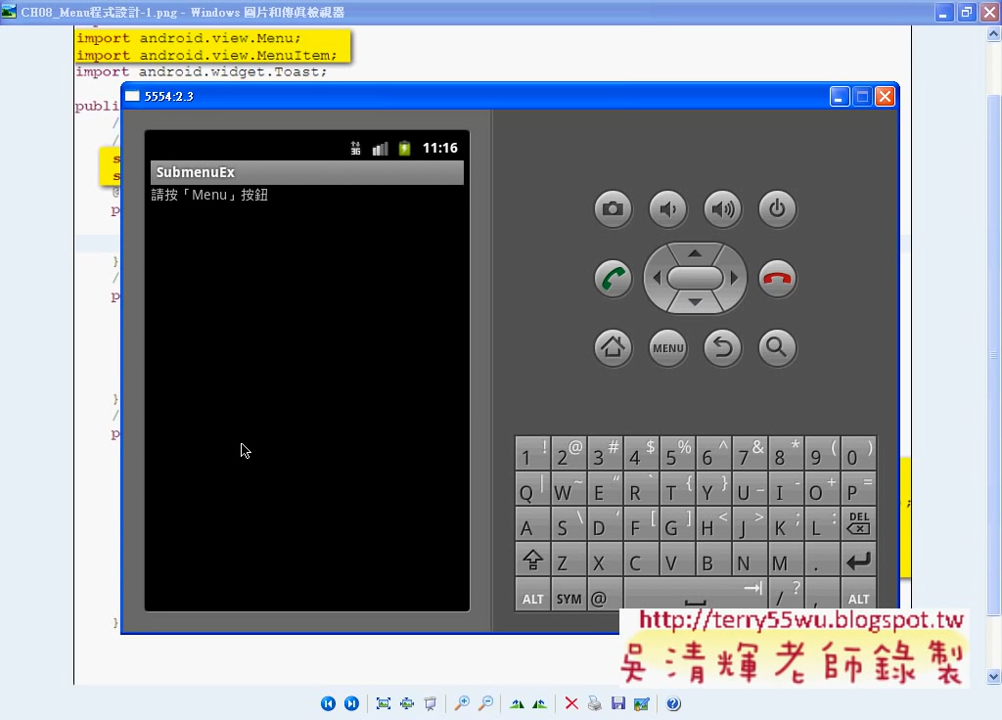 CH08_Menu程式設計-1.png - Windows 圖片和傳真檢視器
import android.view.Menu;
import android.view.MenuItem;
import android.widget.Toast;
publi
5554:2.3
3G 11:16
SubmenuEx
請按「Menu」按鈕
MENU
1 ! 2 @ 3 # 4 $ 5 % 6 ^ 7 & 8 * 9 ( 0 )
Q | W ~ E " R ` T { Y } U _ I - O + P =
A S \ D ' F [ G ] H < J > K ; L : DEL
Z X C V B N M .
ALT SYM @ / ? , ALT
http://terry55wu.blogspot.tw
吳清輝老師錄製